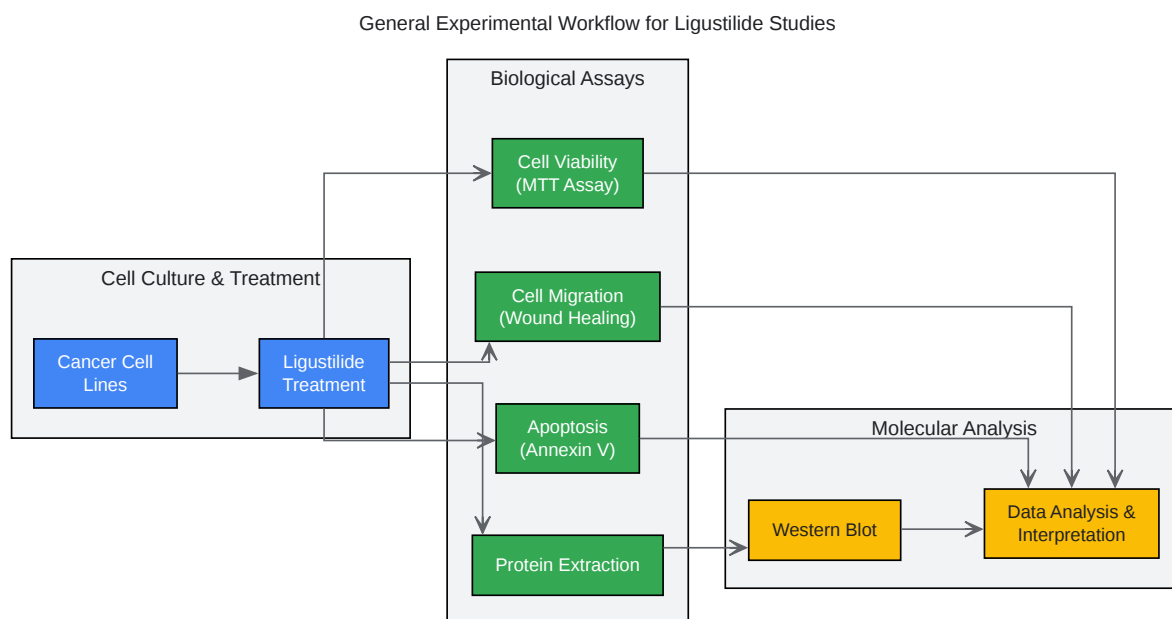 General Experimental Workflow for Ligustilide Studies
Biological Assays
Cell Viability
(MTT Assay)
Cell Culture & Treatment
Cell Migration
(Wound Healing)
Cancer Cell
Lines
Ligustilide
Treatment
Apoptosis
(Annexin V)
Molecular Analysis
Western Blot
Data Analysis &
Interpretation
Protein Extraction